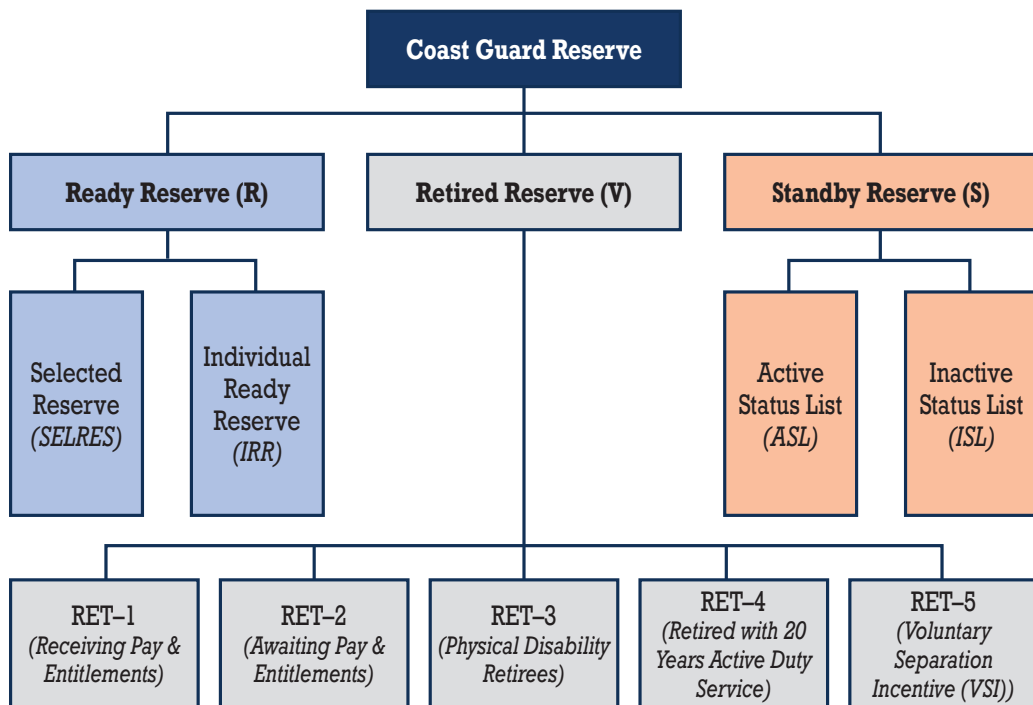 Coast Guard Reserve
Ready Reserve (R)
Retired Reserve (V)
Standby Reserve (S)
Selected
Reserve
(SELRES)
Individual
Ready
Reserve
(IRR)
Active
Status List
(ASL)
Inactive
Status List
(ISL)
RET–1
(Receiving Pay &
Entitlements)
RET–2
(Awaiting Pay &
Entitlements)
RET–3
(Physical Disability
Retirees)
RET–4
(Retired with 20
Years Active Duty
Service)
RET–5
(Voluntary
Separation
Incentive (VSI))